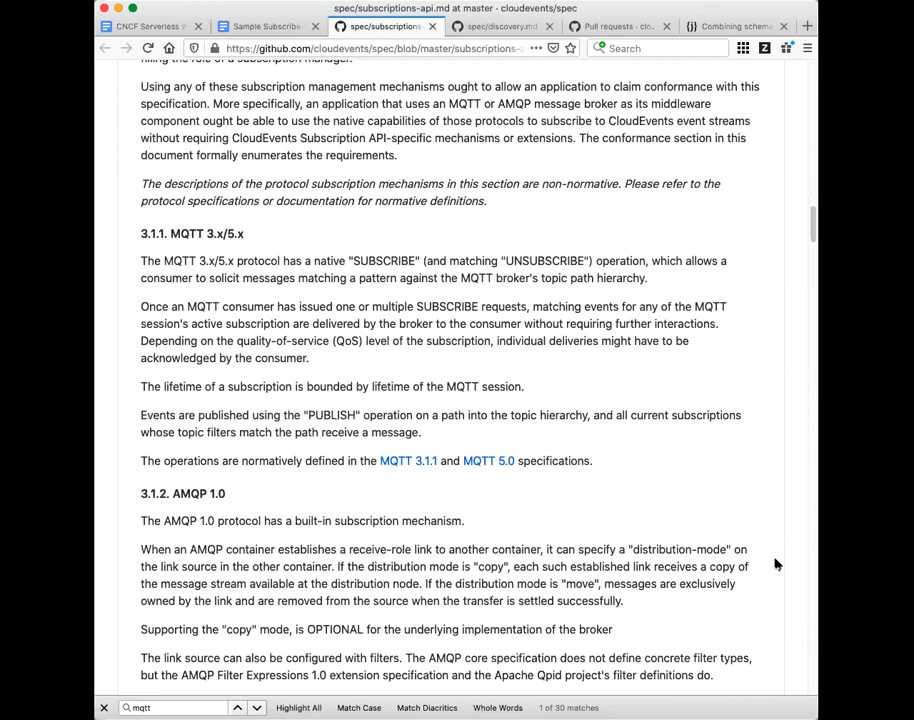 spec/subscriptions-api.md at master · cloudevents/spec
CNCF Serverless W
Sample Subscribe
spec/subscriptions
spec/discovery.md
Pull requests · clo
Combining schema
https://github.com/cloudevents/spec/blob/master/subscriptions-a
Search
filling the role of a subscription manager.
Using any of these subscription management mechanisms ought to allow an application to claim conformance with this
specification. More specifically, an application that uses an MQTT or AMQP message broker as its middleware
component ought be able to use the native capabilities of those protocols to subscribe to CloudEvents event streams
without requiring CloudEvents Subscription API-specific mechanisms or extensions. The conformance section in this
document formally enumerates the requirements.
The descriptions of the protocol subscription mechanisms in this section are non-normative. Please refer to the
protocol specifications or documentation for normative definitions.
3.1.1. MQTT 3.x/5.x
The MQTT 3.x/5.x protocol has a native "SUBSCRIBE" (and matching "UNSUBSCRIBE") operation, which allows a
consumer to solicit messages matching a pattern against the MQTT broker's topic path hierarchy.
Once an MQTT consumer has issued one or multiple SUBSCRIBE requests, matching events for any of the MQTT
session's active subscription are delivered by the broker to the consumer without requiring further interactions.
Depending on the quality-of-service (QoS) level of the subscription, individual deliveries might have to be
acknowledged by the consumer.
The lifetime of a subscription is bounded by lifetime of the MQTT session.
Events are published using the "PUBLISH" operation on a path into the topic hierarchy, and all current subscriptions
whose topic filters match the path receive a message.
The operations are normatively defined in the MQTT 3.1.1 and MQTT 5.0 specifications.
3.1.2. AMQP 1.0
The AMQP 1.0 protocol has a built-in subscription mechanism.
When an AMQP container establishes a receive-role link to another container, it can specify a "distribution-mode" on
the link source in the other container. If the distribution mode is "copy", each such established link receives a copy of
the message stream available at the distribution node. If the distribution mode is "move", messages are exclusively
owned by the link and are removed from the source when the transfer is settled successfully.
Supporting the "copy" mode, is OPTIONAL for the underlying implementation of the broker
The link source can also be configured with filters. The AMQP core specification does not define concrete filter types,
but the AMQP Filter Expressions 1.0 extension specification and the Apache Qpid project's filter definitions do.
mqtt
Highlight All
Match Case
Match Diacritics
Whole Words
1 of 30 matches